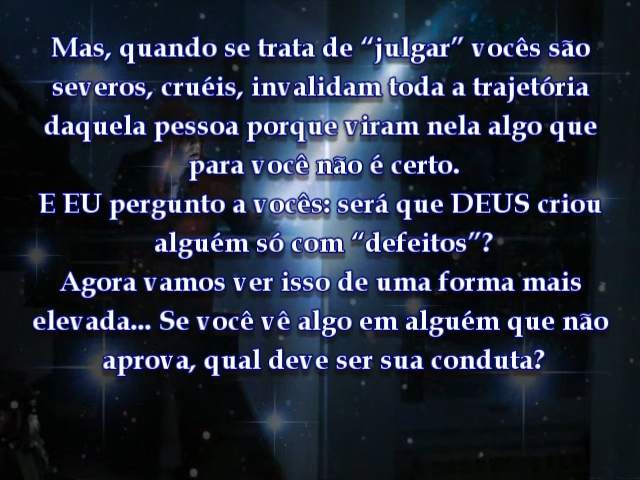 Mas, quando se trata de “julgar” vocês são
severos, cruéis, invalidam toda a trajetória
daquela pessoa porque viram nela algo que
para você não é certo.
E EU pergunto a vocês: será que DEUS criou
alguém só com “defeitos”?
Agora vamos ver isso de uma forma mais
elevada... Se você vê algo em alguém que não
aprova, qual deve ser sua conduta?